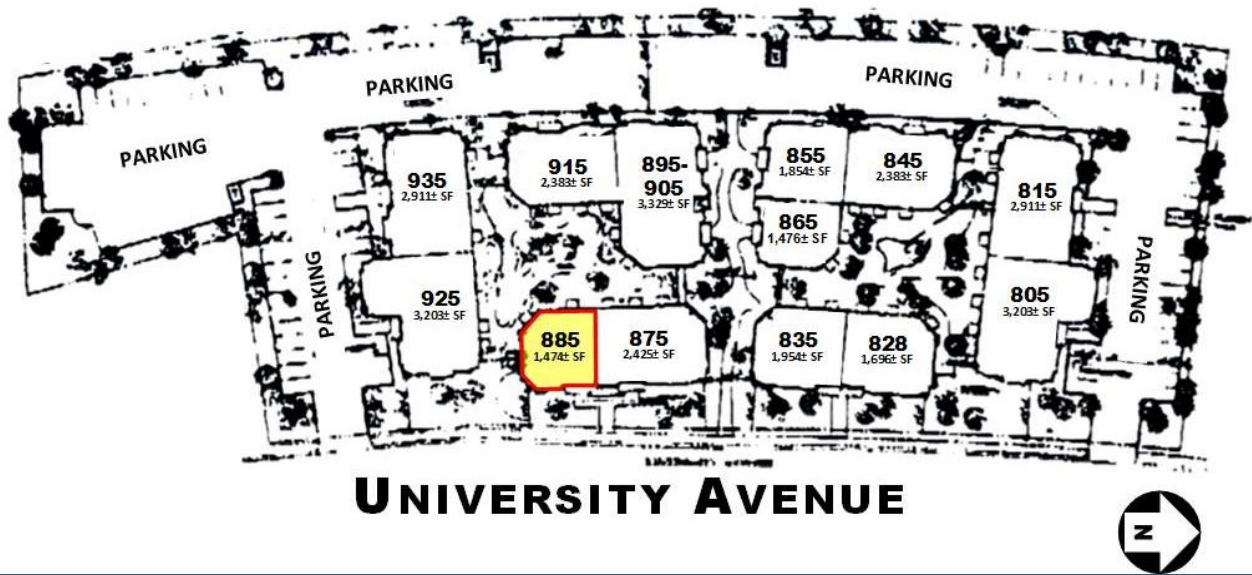 PARKING
PARKING
PARKING
935
2,911± SF
915
2,383± SF
895-
905
3,329± SF
855
1,854± SF
845
2,383± SF
815
2,911± SF
865
1,476± SF
PARKING
PARKING
925
3,203± SF
805
3,203± SF
885
1,474± SF
875
2,425± SF
835
1,954± SF
828
1,696± SF
UNIVERSITY AVENUE
N